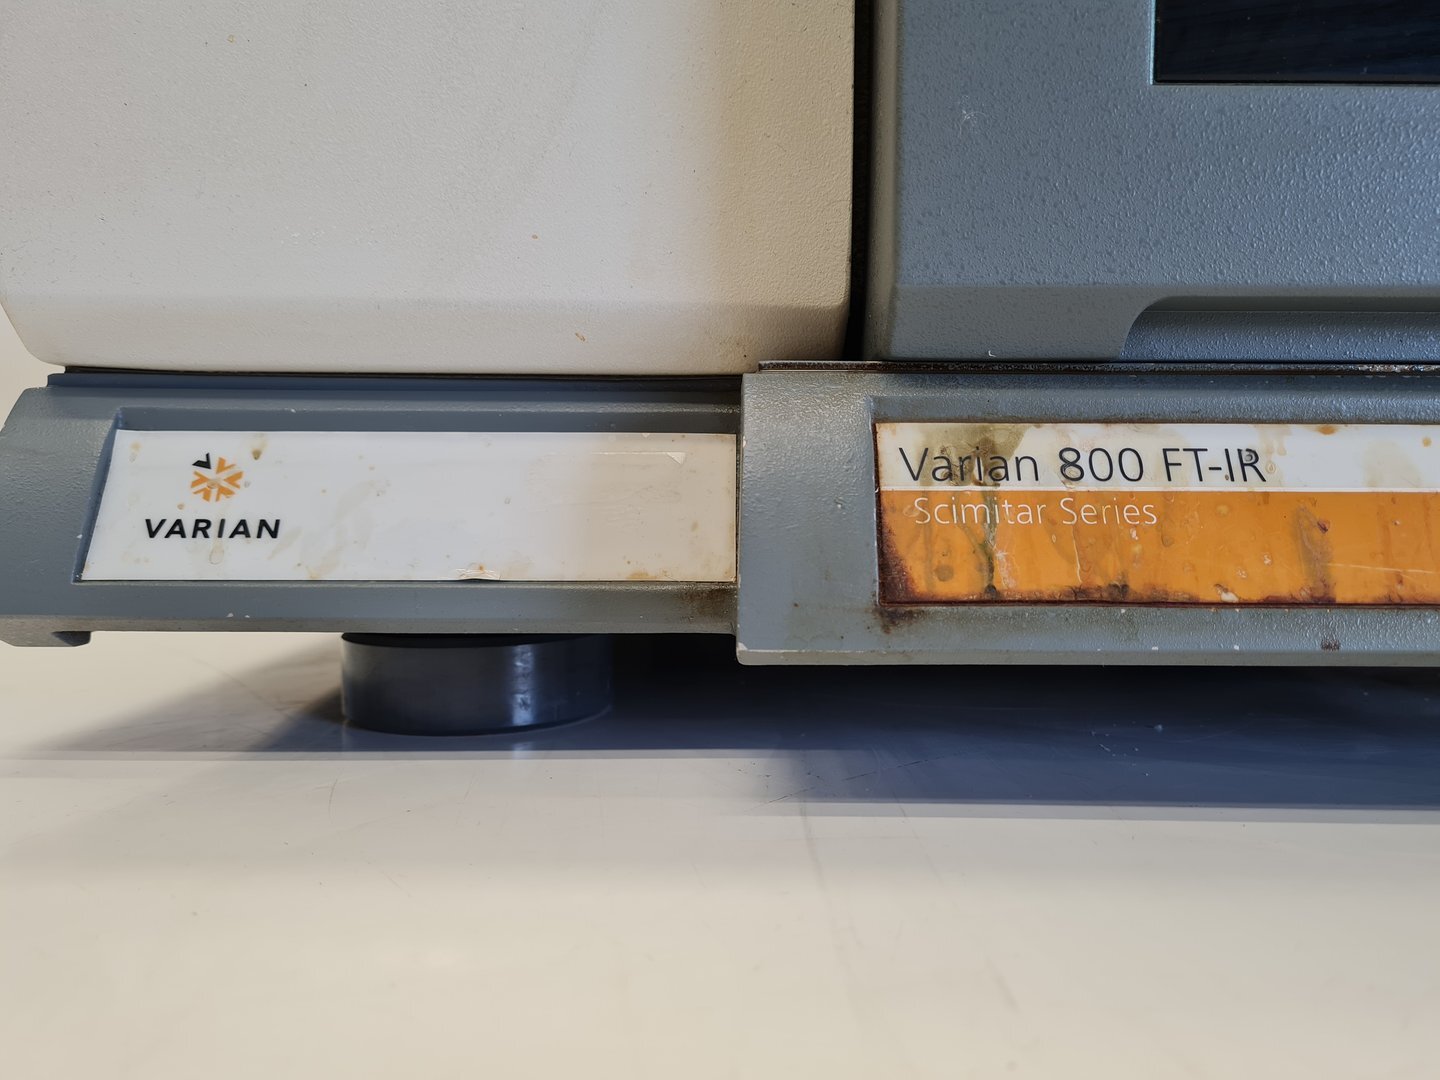 VARIAN
Varian 800 FT-IR
Scimitar Series